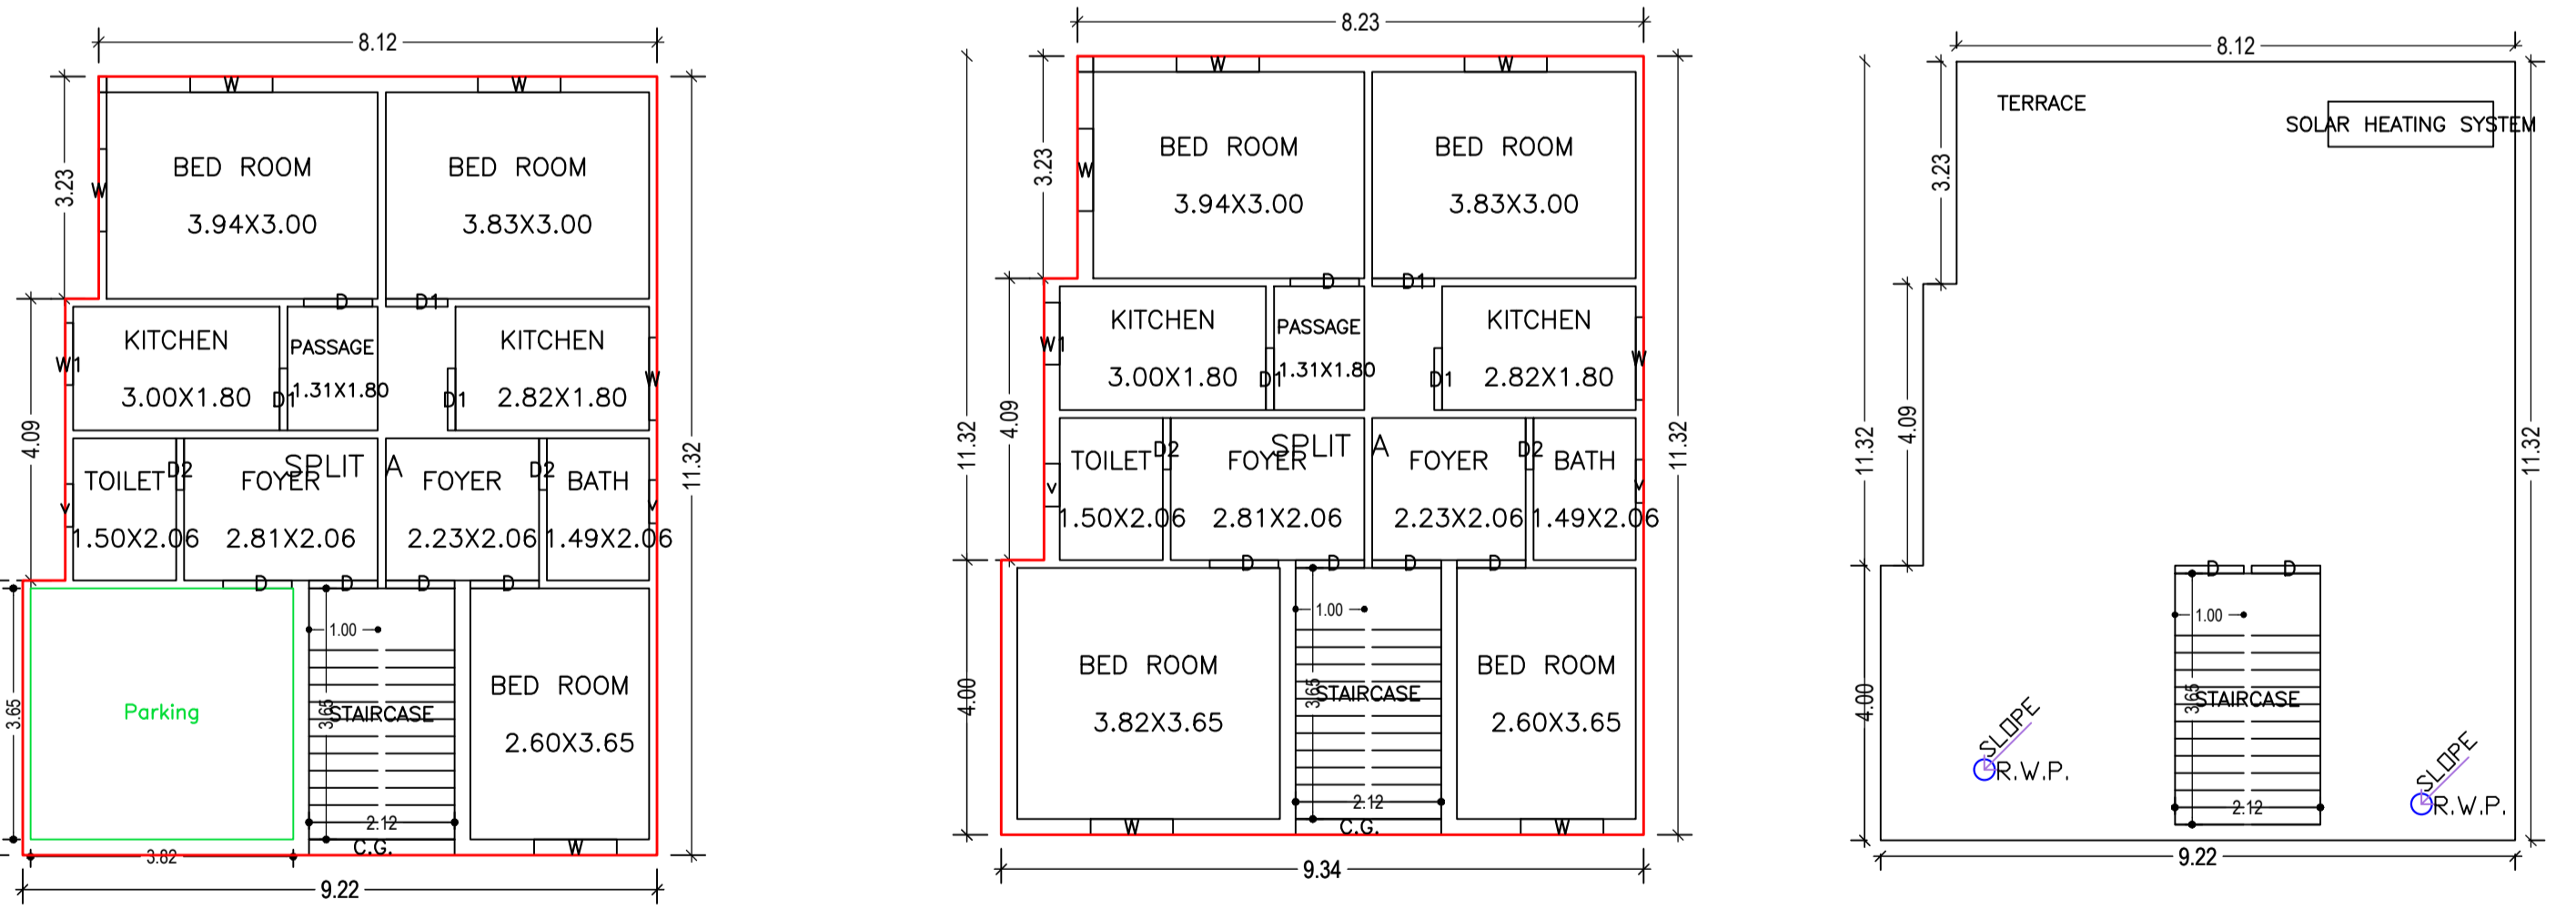 8.12
W
W
3.23
W
BED ROOM
3.94X3.00
BED ROOM
3.83X3.00
D
D1
KITCHEN
3.00X1.80
W1
D1
PASSAGE
1.31X1.80
D1
KITCHEN
2.82X1.80
W
4.09
11.32
SPLIT A
TOILET
1.50X2.06
V
D2
FOYER
2.81X2.06
FOYER
2.23X2.06
D2
BATH
1.49X2.06
V
D
D
D
D
3.65
Parking
3.82
1.00
3.65
STAIRCASE
2.12
C.G.
BED ROOM
2.60X3.65
W
9.22
8.23
W
W
3.23
W
BED ROOM
3.94X3.00
BED ROOM
3.83X3.00
D
D1
KITCHEN
3.00X1.80
W1
D1
PASSAGE
1.31X1.80
D1
KITCHEN
2.82X1.80
W
11.32
4.09
11.32
SPLIT A
TOILET
1.50X2.06
V
D2
FOYER
2.81X2.06
FOYER
2.23X2.06
D2
BATH
1.49X2.06
V
D
D
D
D
4.00
BED ROOM
3.82X3.65
W
1.00
3.65
STAIRCASE
2.12
C.G.
BED ROOM
2.60X3.65
W
9.34
8.12
TERRACE
SOLAR HEATING SYSTEM
3.23
11.32
4.09
11.32
D
D
1.00
3.65
STAIRCASE
2.12
4.00
SLOPE
R.W.P.
SLOPE
R.W.P.
9.22